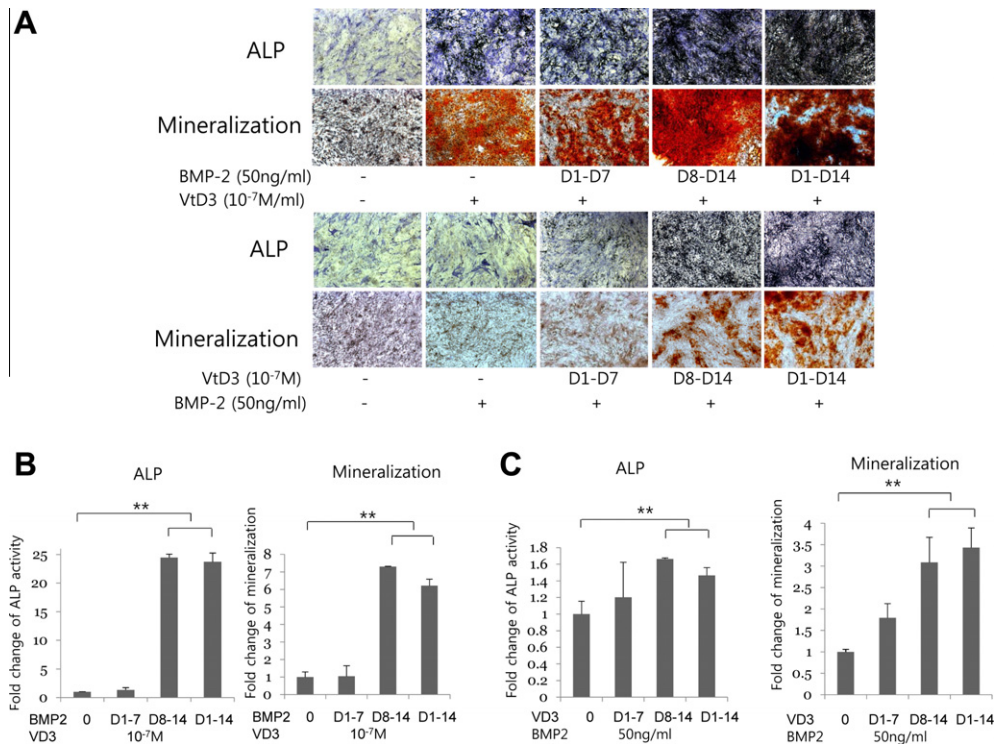 A
ALP
Mineralization
BMP-2 (50ng/ml) - - D1-D7 D8-D14 D1-D14
VtD3 (10⁻⁷M/ml) - + + + +
ALP
Mineralization
VtD3 (10⁻⁷M) - - D1-D7 D8-D14 D1-D14
BMP-2 (50ng/ml) - + + + +
B
ALP
**
Fold change of ALP activity
25
20
15
10
5
0
BMP2 0 D1-7 D8-14 D1-14
VD3 10⁻⁷M
Mineralization
**
Fold change of mineralization
8
7
6
5
4
3
2
1
0
BMP2 0 D1-7 D8-14 D1-14
VD3 10⁻⁷M
C
ALP
**
Fold change of ALP activity
1.8
1.6
1.4
1.2
1
0.8
0.6
0.4
0.2
0
VD3 0 D1-7 D8-14 D1-14
BMP2 50ng/ml
Mineralization
**
Fold change of mineralization
4
3.5
3
2.5
2
1.5
1
0.5
0
VD3 0 D1-7 D8-14 D1-14
BMP2 50ng/ml